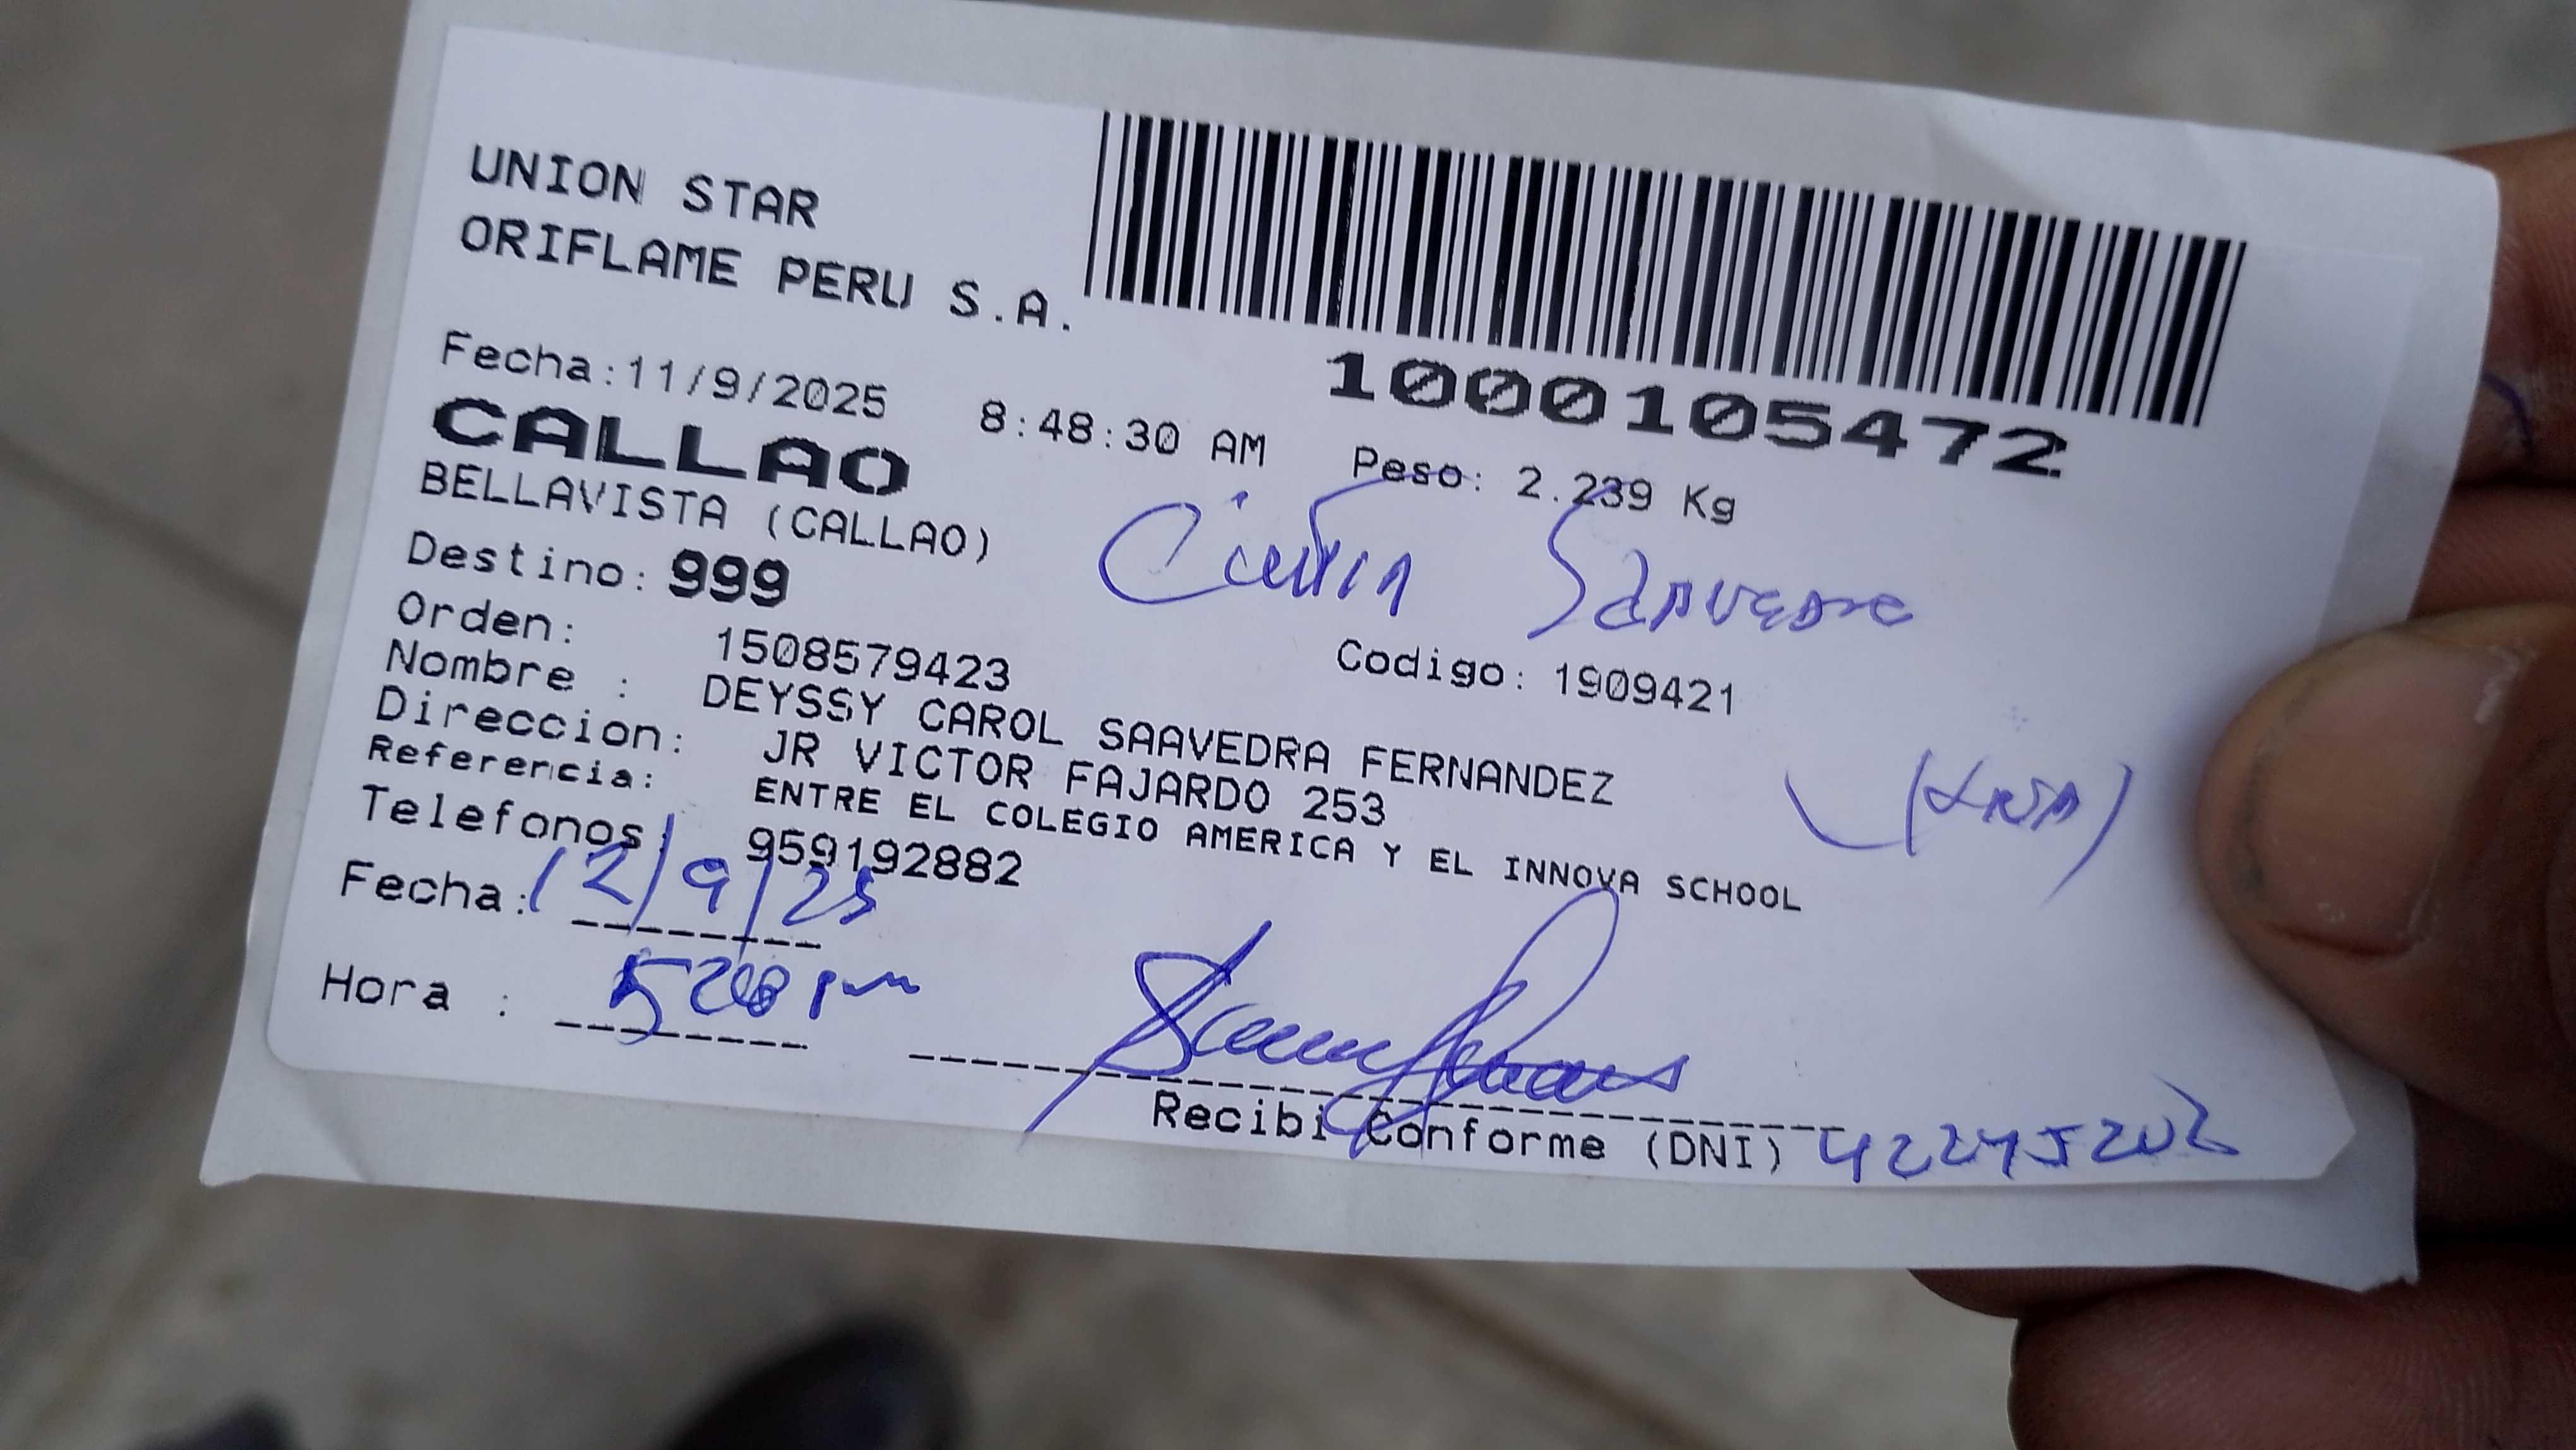 UNION STAR
ORIFLAME PERU S.A.
1000105472
Fecha:11/9/2025 8:48:30 AM Peso: 2.239 Kg
CALLAO
BELLAVISTA (CALLAO)
Destino: 999
Orden: 1508579423 Codigo: 1909421
Nombre : DEYSSY CAROL SAAVEDRA FERNANDEZ
Direccion: JR VICTOR FAJARDO 253
Referencia: ENTRE EL COLEGIO AMERICA Y EL INNOVA SCHOOL
Telefonos: 959192882
Fecha: 12/9/25
Hora : pm
Recibi Conforme (DNI)